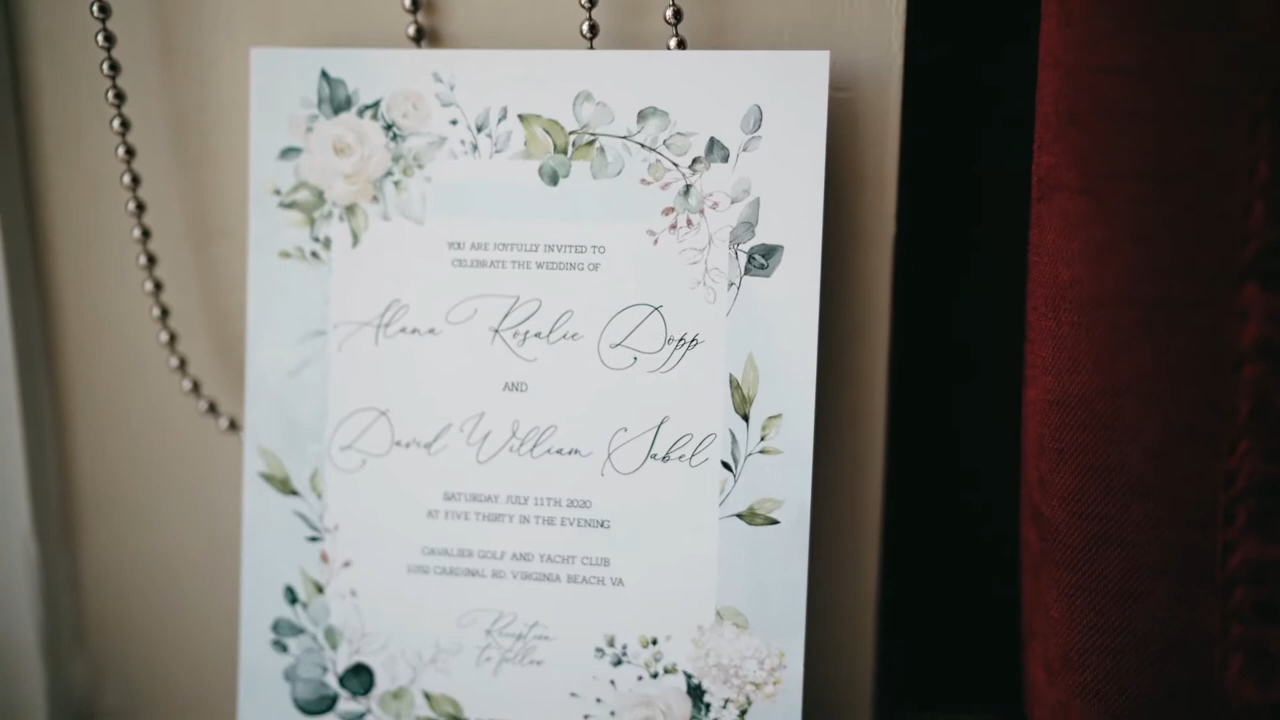 YOU ARE JOYFULLY INVITED TO
CELEBRATE THE WEDDING OF
Alana Rosalie Dopp
AND
David William Sabel
SATURDAY, JULY 11TH, 2020
AT FIVE THIRTY IN THE EVENING
CAVALIER GOLF AND YACHT CLUB
1052 CARDINAL RD, VIRGINIA BEACH, VA
Reception
to follow